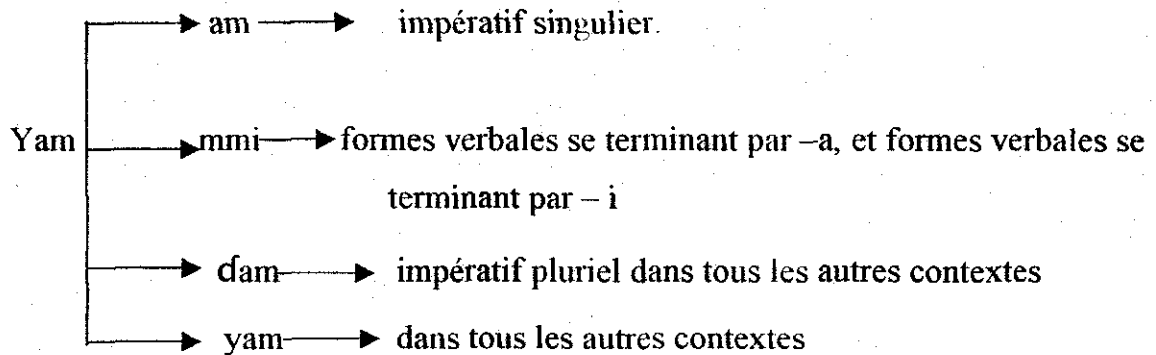 am impératif singulier.
Yam mmi formes verbales se terminant par –a, et formes verbales se
terminant par – i
ɗam impératif pluriel dans tous les autres contextes
yam dans tous les autres contextes